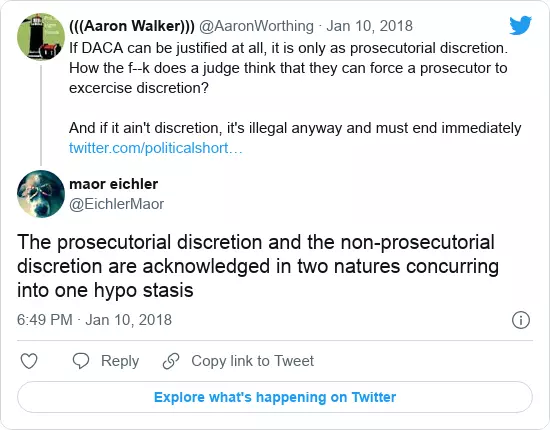 (((Aaron Walker))) @AaronWorthing · Jan 10, 2018
If DACA can be justified at all, it is only as prosecutorial discretion.
How the f--k does a judge think that they can force a prosecutor to
excercise discretion?
And if it ain't discretion, it's illegal anyway and must end immediately
twitter.com/politicalshort…
maor eichler
@EichlerMaor
The prosecutorial discretion and the non-prosecutorial
discretion are acknowledged in two natures concurring
into one hypo stasis
6:49 PM · Jan 10, 2018
Reply
Copy link to Tweet
Explore what's happening on Twitter